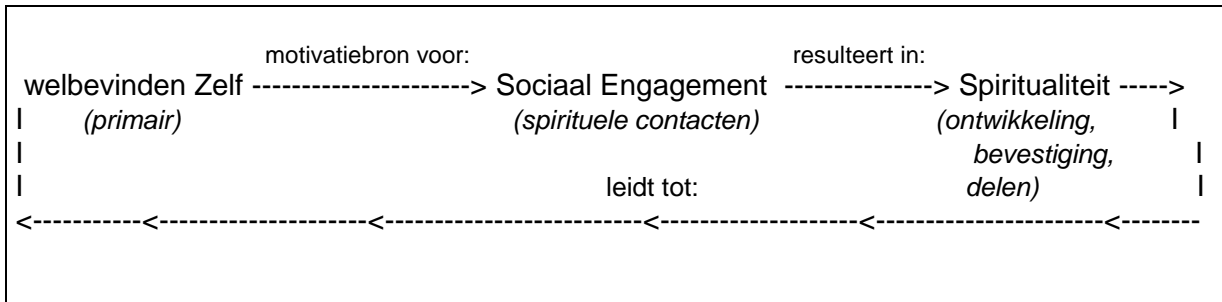 motivatiebron voor: resulteert in:
welbevinden Zelf ----------------------> Sociaal Engagement ---------------> Spiritualiteit ----->
I (primair) (spirituele contacten) (ontwikkeling, I
I bevestiging, I
I leidt tot: delen) I
<-----------<---------------------<--------------------------<---------------------<-----------------------<--------